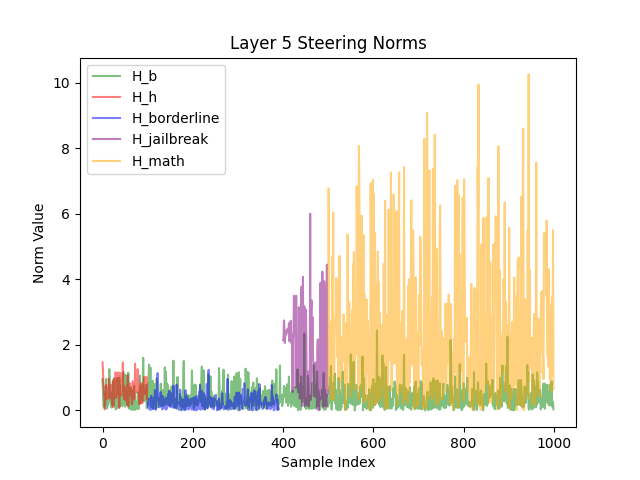 Layer 5 Steering Norms
H_b
H_h
H_borderline
H_jailbreak
H_math
Norm Value
10
8
6
4
2
0
0 200 400 600 800 1000
Sample Index